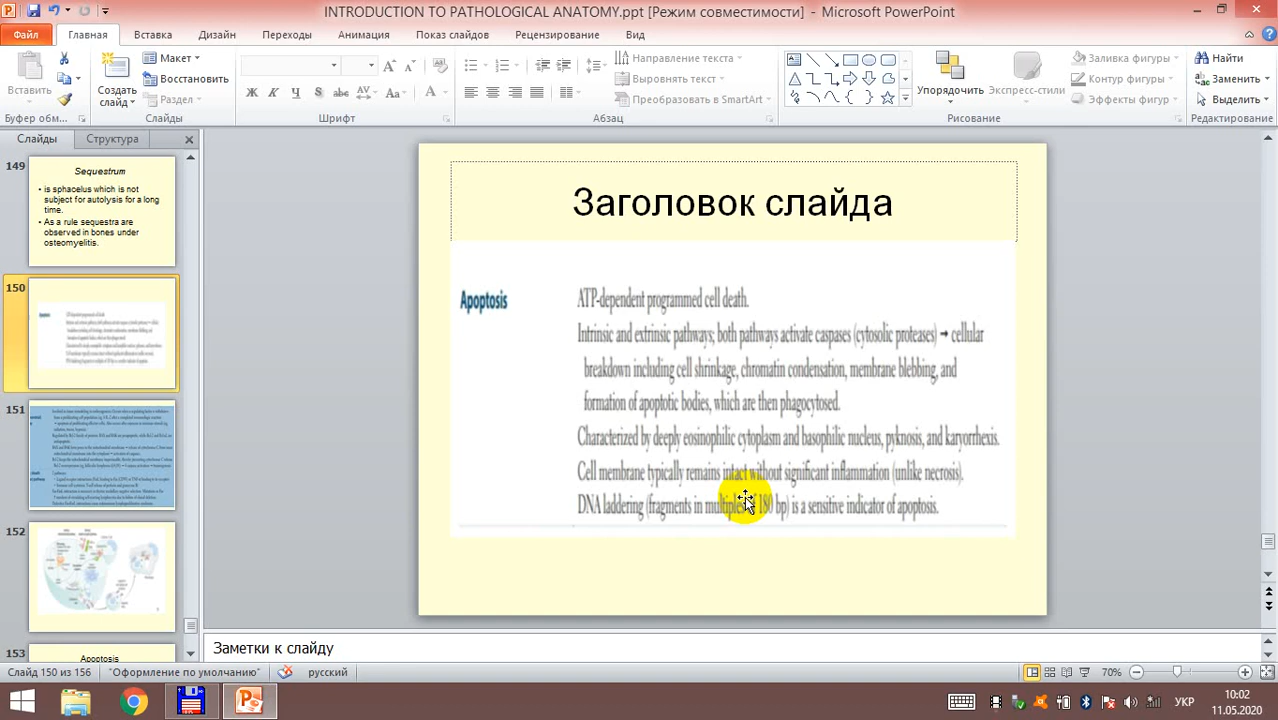 INTRODUCTION TO PATHOLOGICAL ANATOMY.ppt [Режим совместимости] - Microsoft PowerPoint
Файл Главная Вставка Дизайн Переходы Анимация Показ слайдов Рецензирование Вид
Вставить
Буфер обм...
Создать слайд
Макет
Восстановить
Раздел
Слайды
Ж К Ч S abc AV Aa A
Шрифт
Направление текста
Выровнять текст
Преобразовать в SmartArt
Абзац
Упорядочить
Экспресс-стили
Заливка фигуры
Контур фигуры
Эффекты фигур
Рисование
Найти
Заменить
Выделить
Редактирование
Слайды Структура
149
Sequestrum
• is sphacelus which is not
subject for autolysis for a long
time.
• As a rule sequestra are
observed in bones under
osteomyelitis.
150
151
152
153
Apoptosis
Заголовок слайда
Apoptosis
ATP-dependent programmed cell death.
Intrinsic and extrinsic pathways; both pathways activate caspases (cytosolic proteases) → cellular
breakdown including cell shrinkage, chromatin condensation, membrane blebbing, and
formation of apoptotic bodies, which are then phagocytosed.
Characterized by deeply eosinophilic cytoplasm and basophilic nucleus, pyknosis, and karyorrhexis.
Cell membrane typically remains intact without significant inflammation (unlike necrosis).
DNA laddering (fragments in multiples 180 bp) is a sensitive indicator of apoptosis.
Заметки к слайду
Слайд 150 из 156 "Оформление по умолчанию" русский 70%
УКР
10:02
11.05.2020